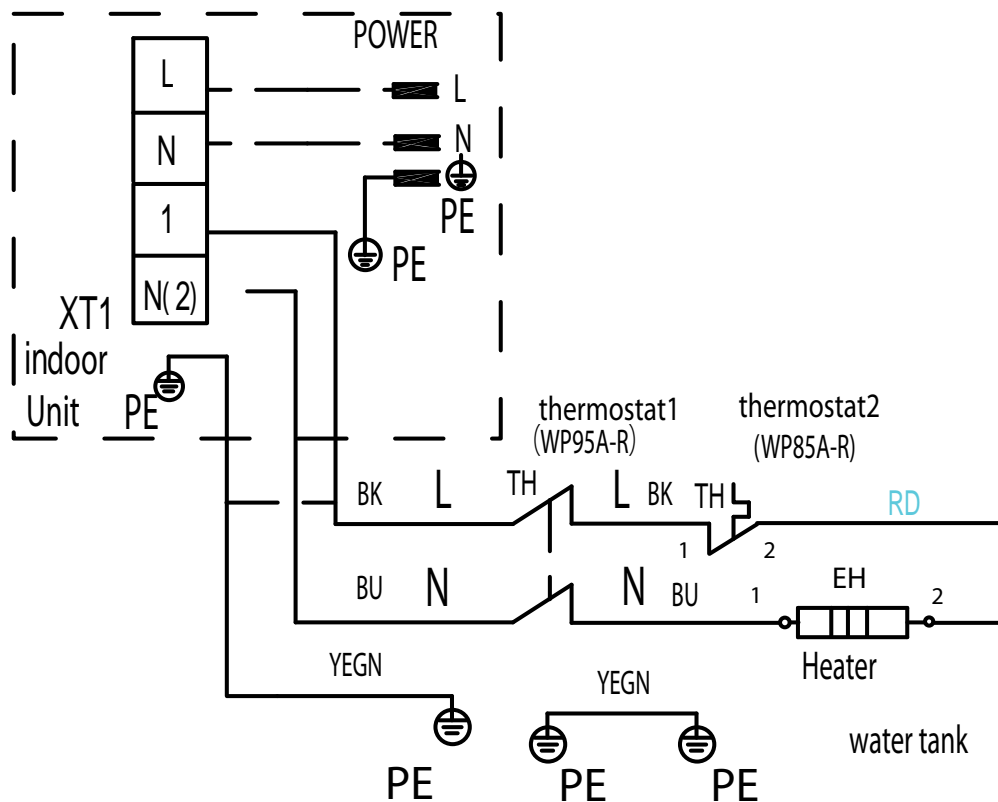 POWER
L
L
N
N
1
PE
PE
N( 2)
XT1
indoor
Unit
PE
thermostat1
(WP95A-R)
thermostat2
(WP85A-R)
BK
L
TH
L
BK
TH
RD
1
2
BU
N
N
BU
1
EH
2
Heater
YEGN
YEGN
water tank
PE
PE
PE